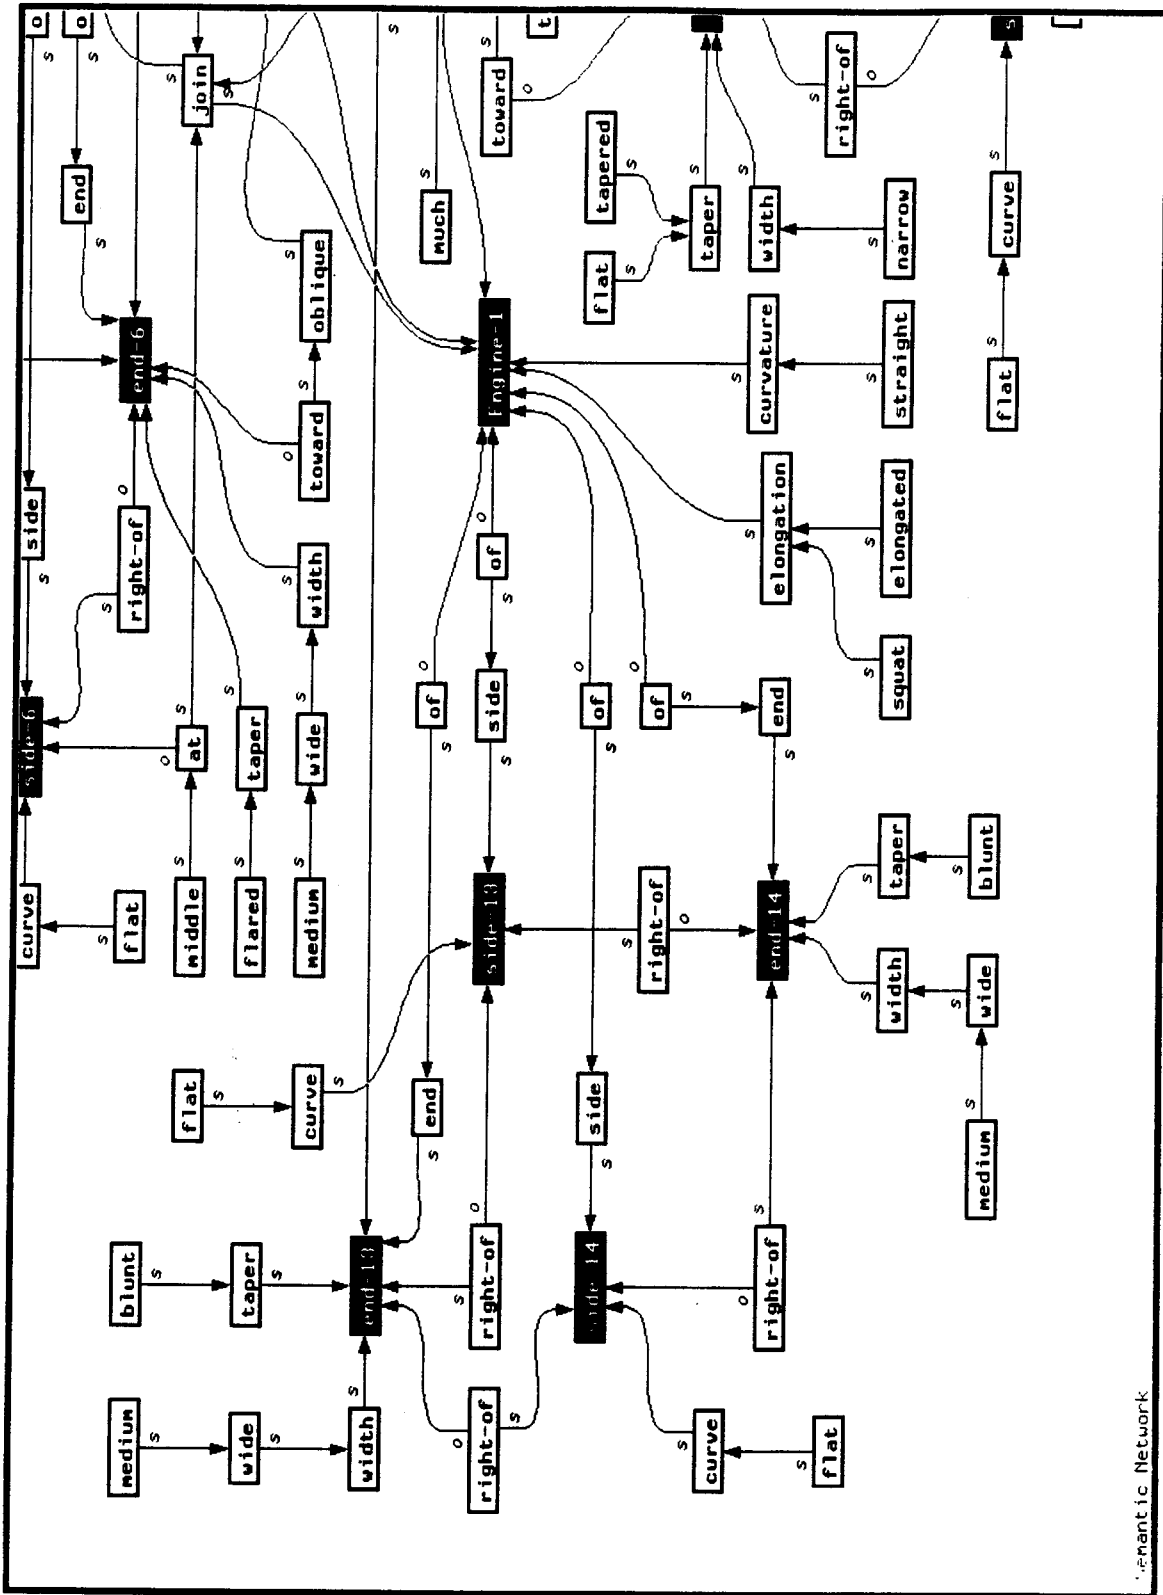 curve side-6 side o
end o
medium blunt flat right-of end-6
flat middle at join
wide taper flared taper
curve medium wide width toward oblique
width end-13
end of much
right-of right-of side-13 side of Engine-1 toward
t
side-14 side of flat tapered
right-of of
curve taper
right-of end-14 end elongation curvature width
flat right-of
width taper squat elongated straight narrow
medium wide blunt flat curve s
emantic Network